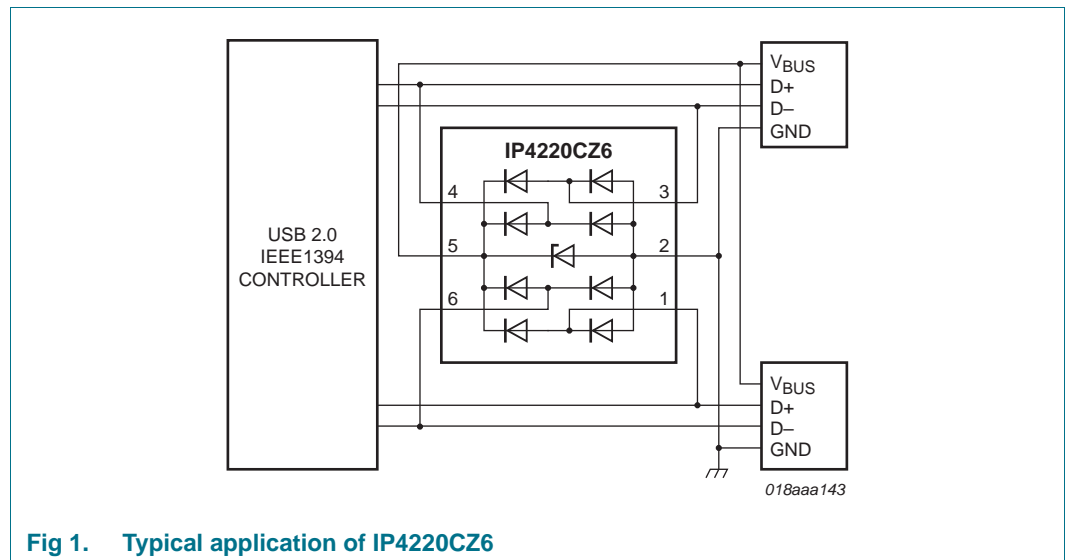 V_BUS
D+
D–
GND
IP4220CZ6
4
3
5
2
6
1
USB 2.0
IEEE1394
CONTROLLER
V_BUS
D+
D–
GND
018aaa143
Fig 1. Typical application of IP4220CZ6